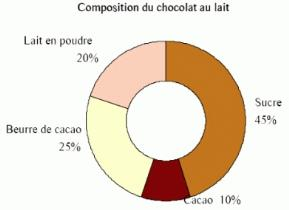 Composition du chocolat au lait
Lait en poudre
20%
Sucre
45%
Beurre de cacao
25%
Cacao 10%